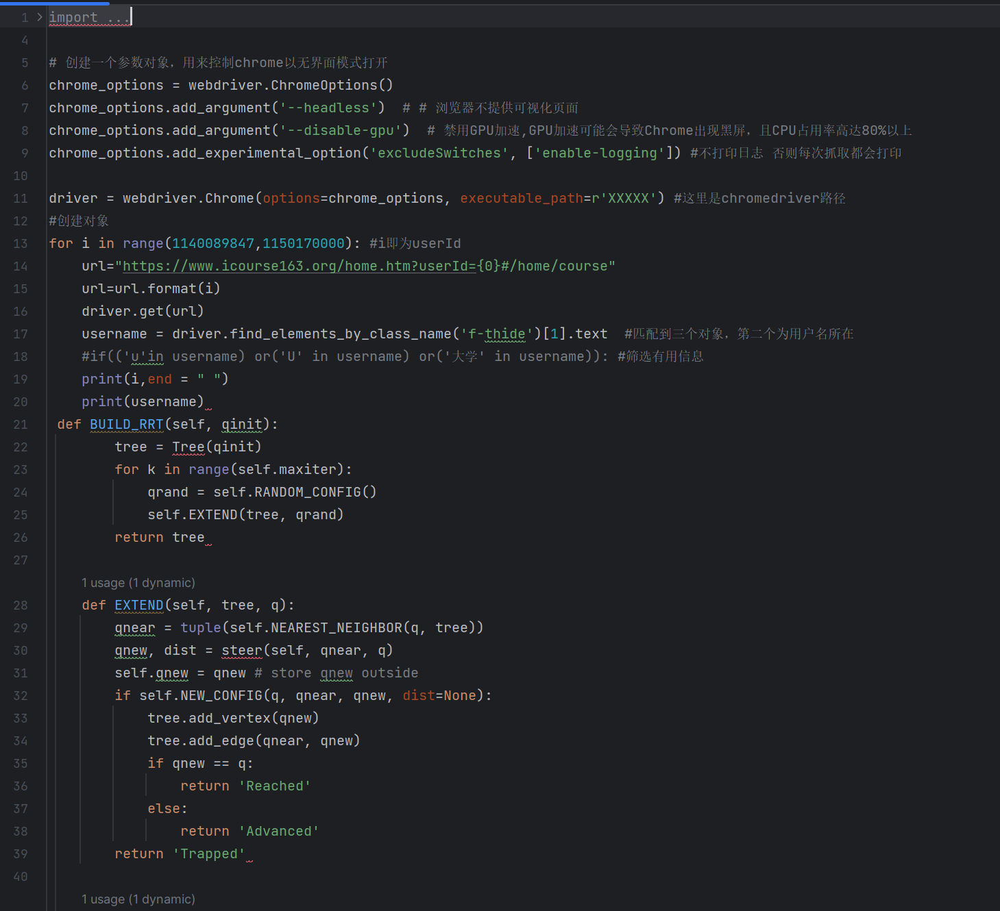 1 import ...
4
5 # 创建一个参数对象，用来控制chrome以无界面模式打开
6 chrome_options = webdriver.ChromeOptions()
7 chrome_options.add_argument('--headless')  # # 浏览器不提供可视化页面
8 chrome_options.add_argument('--disable-gpu')  # 禁用GPU加速,GPU加速可能会导致Chrome出现黑屏，且CPU占用率高达80%以上
9 chrome_options.add_experimental_option('excludeSwitches', ['enable-logging']) #不打印日志 否则每次抓取都会打印
10
11 driver = webdriver.Chrome(options=chrome_options, executable_path=r'XXXXX') #这里是chromedriver路径
12 #创建对象
13 for i in range(1140089847,1150170000): #i即为userId
14     url="https://www.icourse163.org/home.htm?userId={0}#/home/course"
15     url=url.format(i)
16     driver.get(url)
17     username = driver.find_elements_by_class_name('f-thide')[1].text  #匹配到三个对象，第二个为用户名所在
18     #if(('u'in username) or('U' in username) or('大学' in username)): #筛选有用信息
19     print(i,end = " ")
20     print(username)
21  def BUILD_RRT(self, qinit):
22         tree = Tree(qinit)
23         for k in range(self.maxiter):
24             qrand = self.RANDOM_CONFIG()
25             self.EXTEND(tree, qrand)
26         return tree
27
1 usage (1 dynamic)
28     def EXTEND(self, tree, q):
29         qnear = tuple(self.NEAREST_NEIGHBOR(q, tree))
30         qnew, dist = steer(self, qnear, q)
31         self.qnew = qnew # store qnew outside
32         if self.NEW_CONFIG(q, qnear, qnew, dist=None):
33             tree.add_vertex(qnew)
34             tree.add_edge(qnear, qnew)
35             if qnew == q:
36                 return 'Reached'
37             else:
38                 return 'Advanced'
39         return 'Trapped'
40
1 usage (1 dynamic)